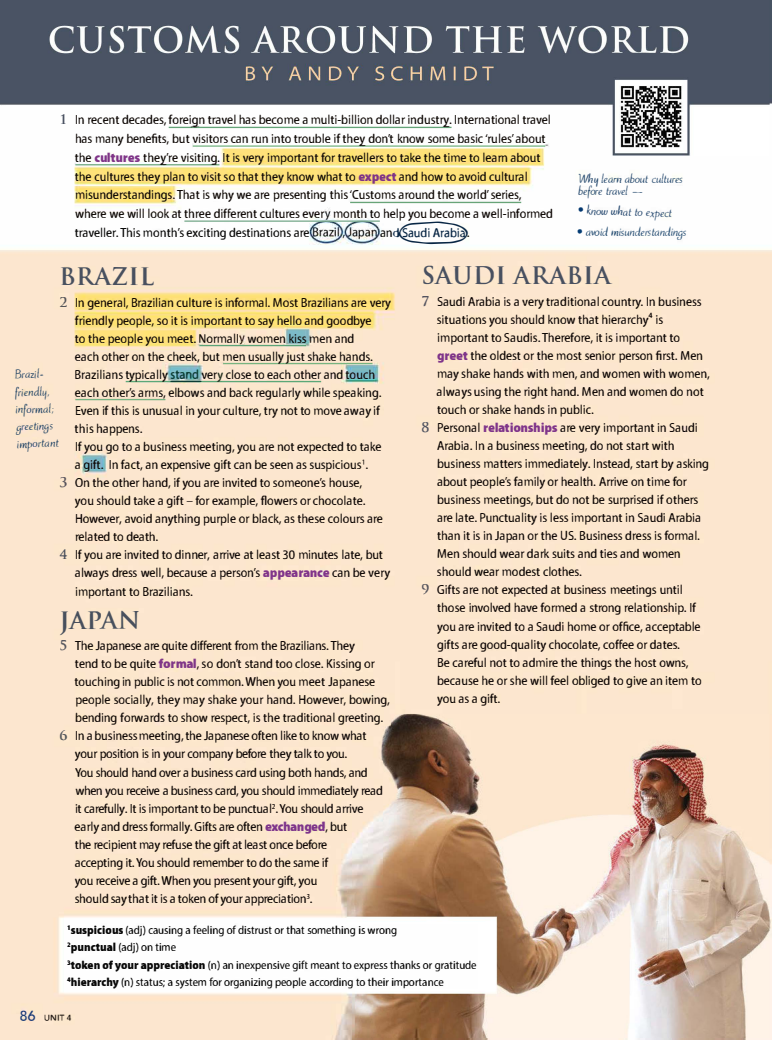 CUSTOMS AROUND THE WORLD
BY ANDY SCHMIDT
1 In recent decades, foreign travel has become a multi-billion dollar industry. International travel
has many benefits, but visitors can run into trouble if they don't know some basic 'rules' about
the cultures they're visiting. It is very important for travellers to take the time to learn about
the cultures they plan to visit so that they know what to expect and how to avoid cultural
misunderstandings. That is why we are presenting this 'Customs around the world' series,
where we will look at three different cultures every month to help you become a well-informed
traveller. This month's exciting destinations are Brazil, Japan and Saudi Arabia.
Why learn about cultures
before travel —
• know what to expect
• avoid misunderstandings
BRAZIL
2 In general, Brazilian culture is informal. Most Brazilians are very
friendly people, so it is important to say hello and goodbye
to the people you meet. Normally women kiss men and
each other on the cheek, but men usually just shake hands.
Brazilians typically stand very close to each other and touch
each other's arms, elbows and back regularly while speaking.
Even if this is unusual in your culture, try not to move away if
this happens.
If you go to a business meeting, you are not expected to take
a gift. In fact, an expensive gift can be seen as suspicious¹.
3 On the other hand, if you are invited to someone's house,
you should take a gift – for example, flowers or chocolate.
However, avoid anything purple or black, as these colours are
related to death.
4 If you are invited to dinner, arrive at least 30 minutes late, but
always dress well, because a person's appearance can be very
important to Brazilians.
Brazil-
friendly,
informal;
greetings
important
JAPAN
5 The Japanese are quite different from the Brazilians. They
tend to be quite formal, so don't stand too close. Kissing or
touching in public is not common. When you meet Japanese
people socially, they may shake your hand. However, bowing,
bending forwards to show respect, is the traditional greeting.
6 In a business meeting, the Japanese often like to know what
your position is in your company before they talk to you.
You should hand over a business card using both hands, and
when you receive a business card, you should immediately read
it carefully. It is important to be punctual². You should arrive
early and dress formally. Gifts are often exchanged, but
the recipient may refuse the gift at least once before
accepting it. You should remember to do the same if
you receive a gift. When you present your gift, you
should say that it is a token of your appreciation³.
SAUDI ARABIA
7 Saudi Arabia is a very traditional country. In business
situations you should know that hierarchy⁴ is
important to Saudis. Therefore, it is important to
greet the oldest or the most senior person first. Men
may shake hands with men, and women with women,
always using the right hand. Men and women do not
touch or shake hands in public.
8 Personal relationships are very important in Saudi
Arabia. In a business meeting, do not start with
business matters immediately. Instead, start by asking
about people's family or health. Arrive on time for
business meetings, but do not be surprised if others
are late. Punctuality is less important in Saudi Arabia
than it is in Japan or the US. Business dress is formal.
Men should wear dark suits and ties and women
should wear modest clothes.
9 Gifts are not expected at business meetings until
those involved have formed a strong relationship. If
you are invited to a Saudi home or office, acceptable
gifts are good-quality chocolate, coffee or dates.
Be careful not to admire the things the host owns,
because he or she will feel obliged to give an item to
you as a gift.
¹suspicious (adj) causing a feeling of distrust or that something is wrong
²punctual (adj) on time
³token of your appreciation (n) an inexpensive gift meant to express thanks or gratitude
⁴hierarchy (n) status; a system for organizing people according to their importance
86 UNIT 4